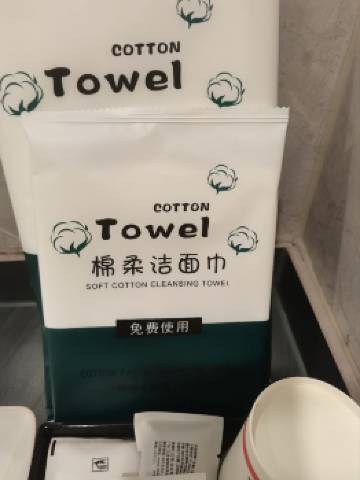 COTTON
Towel
COTTON
Towel
棉柔洁面巾
SOFT COTTON CLEANSING TOWEL
免费使用